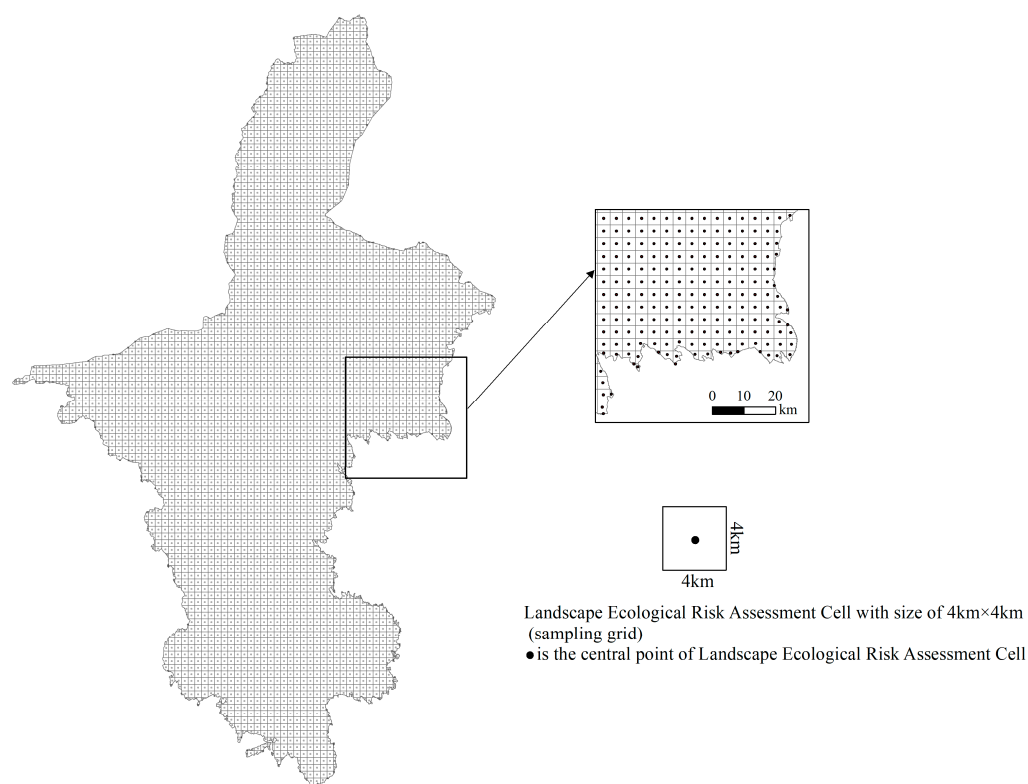 0 10 20
km
4km
4km
Landscape Ecological Risk Assessment Cell with size of 4km×4km
(sampling grid)
●is the central point of Landscape Ecological Risk Assessment Cell